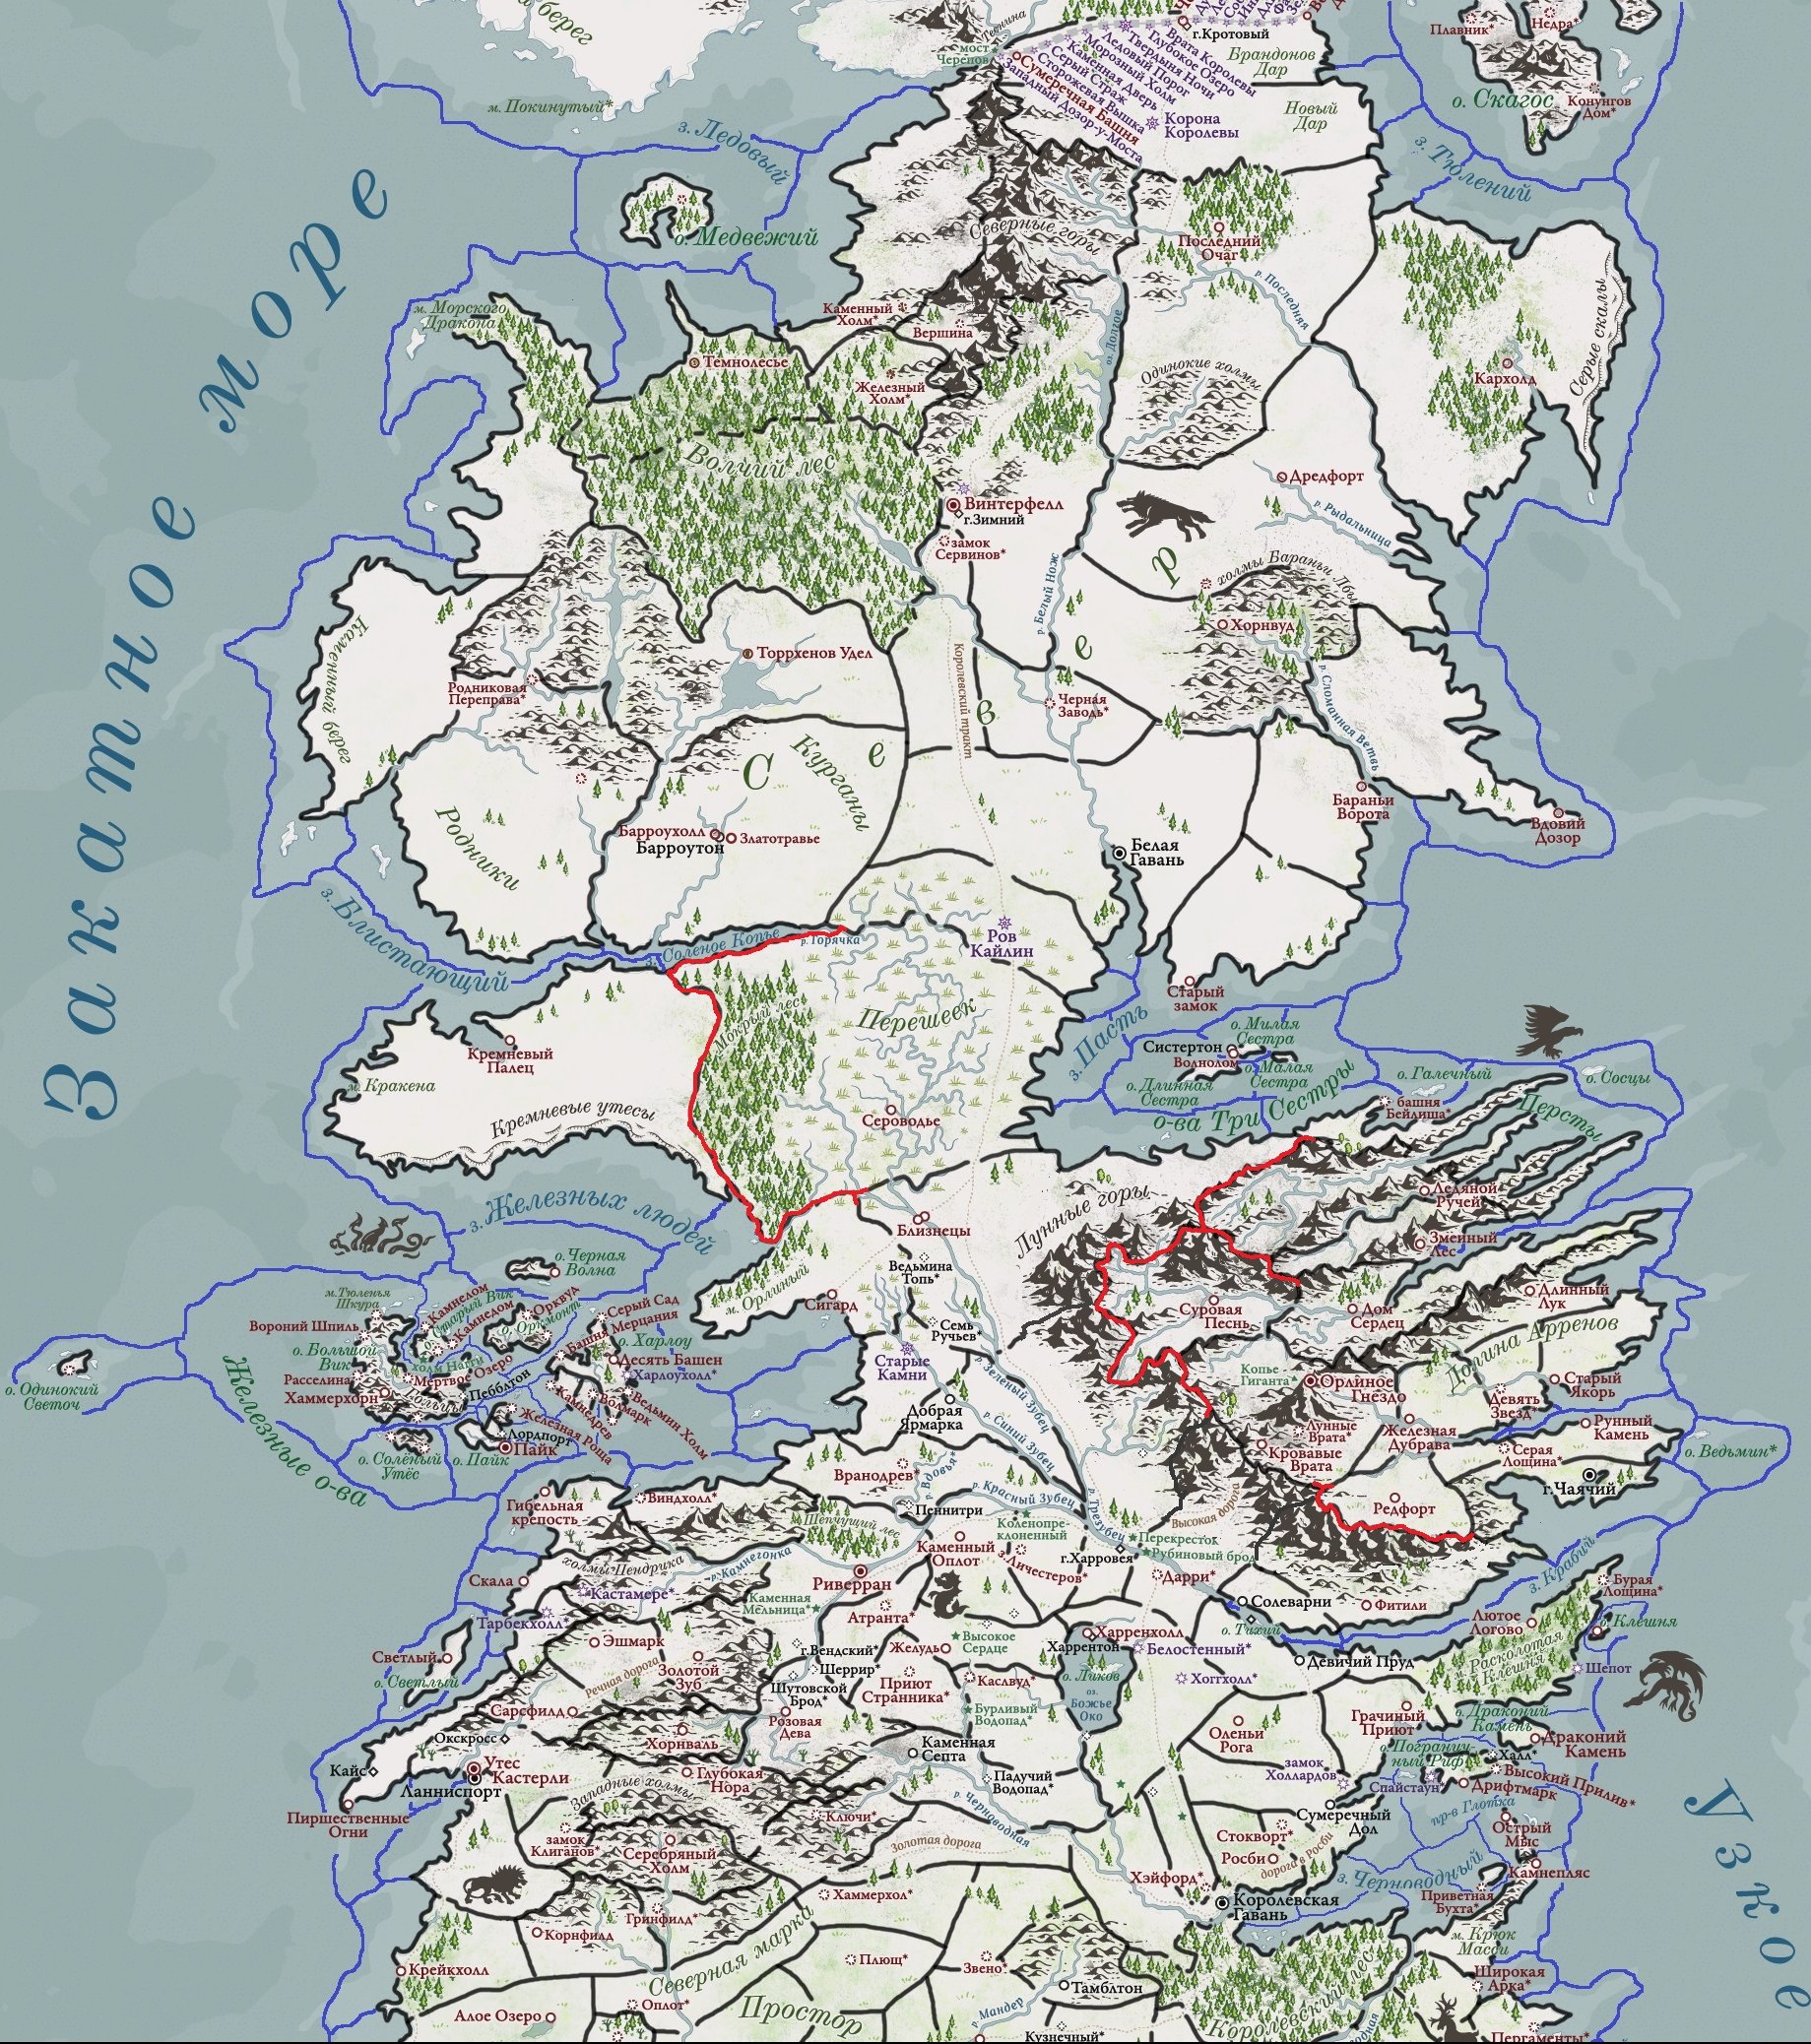 а берег
мост
Черепов
Теснина
г.Кротовый
Врата Королевы
Глубокое Озеро
Твердыня Ночи
Ледовый Порог
Морозный Холм
Каменная Дверь
Серый Страж
Сторожевая Вышка
Сумеречная Башня
Западный Дозор-у-Моста
Брандонов
Дар
Новый
Дар
Корона
Королевы
Плавник*
Недра*
о. Скагос
Конунгов
Дом*
м. Покинутый*
з. Ледовый
з. Тюлений
о. Медвежий
Северные горы
Последний
Очаг
р. Последняя
Закатное море
м. Морского
Дракона
Каменный
Холм*
Вершина
оз. Долгое
Темнолесье
Железный
Холм*
Одинокие холмы
Кархолд
Серые скалы
Волчий лес
Винтерфелл
г.Зимний
замок
Сервинов*
Дредфорт
р. Рыдальница
р. Белый Нож
холмы Бараньи Лбы
Хорнвуд
Север
Каменный берег
Торрхенов Удел
Родниковая
Переправа*
Королевский тракт
Черная
Заводь*
р. Сломанная Ветвь
Курганы
Родники
Барроухолл
Барроутон
Златотравье
Белая
Гавань
Бараньи
Ворота
Вдовий
Дозор
з. Блистающий
з. Соленое Копье
р. Горячка
Ров
Кайлин
Старый
замок
Мокрый лес
Перешеек
Кремневый
Палец
м. Кракена
Кремневые утесы
Сероводье
з. Пасть
о. Милая
Сестра
Систертон
Волнолом
о. Малая
Сестра
о. Длинная
Сестра
о-ва Три Сестры
о. Галечный
о. Сосцы
башня
Бейлиша*
Персты
з. Железных людей
Близнецы
Лунные горы
Ледяной
Ручей
Змеиный
Лес
о. Черная
Волна
м. Орлиный
Сигард
Ведьмина
Топь*
Семь
Ручьев*
Суровая
Песнь
Дом
Сердец
Длинный
Лук
Долина Арренов
м.Тюленья
Шкура
Вороний Шпиль
о. Большой
Вик
Расселина
Хаммерхорн
Камнелом
о. Старый Вик
Камнедом
Орквуд
о. Оркмонт
Серый Сад
Башня Мерцания
о. Харлоу
Десять Башен
Харлоухолл*
холм Нагги
Мертвое Озеро
Пебблтон
Волмарк
Ведьмин Холм
Железная Роща
Лордпорт
Пайк
о. Солёный
Утёс
о. Пайк
о. Одинокий
Светоч
Железные о-ва
Старые
Камни
Добрая
Ярмарка
р. Зеленый Зубец
р. Синий Зубец
Копье
Гиганта
Орлиное
Гнездо
Девять
Звезд*
Старый
Якорь
Лунные
Врата*
Железная
Дубрава
Рунный
Камень
Кровавые
Врата
Серая
Лощина*
о. Ведьмин*
г.Чаячий
Редфорт
Высокая дорога
Вранодрев*
р. Вдовья*
Пеннитри
р. Красный Зубец
р. Трезубец
Гибельная
крепость
Виндхолл*
Шепчущий лес
Коленопре-
клоненный
Каменный
Оплот
з.Личестеров*
Перекресток
г.Харровея
Рубиновый брод
Дарри*
холмы Пендрика
р. Камнегонка
Риверран
Скала
Кастамере*
Тарбекхолл*
Каменная
Мельница*
Атранта*
Солеварни
Фитили
о. Тихий
з. Крабий
Бурая
Лощина*
Лютое
Логово
о. Клешня
Расколотая
Клешня
Шепот
Светлый
о. Светлый
Эшмарк
Речная дорога
Золотой
Зуб
г.Вендский*
Шеррир*
Шутовской
Брод*
Желудь
Высокое
Сердце
Приют
Странника*
Каслвуд*
Бурливый
Водопад*
Харренхолл
Харрентон
о. Ликов
оз.
Божье
Око
Белостенный*
Хоггхолл*
Девичий Пруд
Сарсфилд
Окскросс
Хорнваль
Розовая
Дева
Каменная
Септа
Оленьи
Рога
Грачиный
Приют
о. Драконий
Камень
Драконий
Камень
о. Погранич-
ный Риф
Халл*
Высокий Прилив*
Дрифтмарк
Спайстаун*
Кайс
Утес
Кастерли
Ланниспорт
Пиршественные
Огни
Глубокая
Нора
Западные холмы
Ключи*
Падучий
Водопад*
р. Черноводная
замок
Холлардов
Сумеречный
Дол
пр-в Глотка
Острый
Мыс
Камнепляс
замок
Клиганов*
Серебряный
Холм
Золотая дорога
Стокворт*
Росби
дорога в Росби
Хэйфорд*
Королевская
Гавань
з. Черноводный
Приветная
Бухта*
Узкое
Гринфилд*
Хаммерхол*
Корнфилд
Северная марка
Плющ*
Звено*
Крейкхолл
Алое Озеро
Оплот*
Простор
р. Мандер
Тамблтон
Кузнечный*
Королевский лес
м. Крюк
Масси
Широкая
Арка*
Пергаменты*